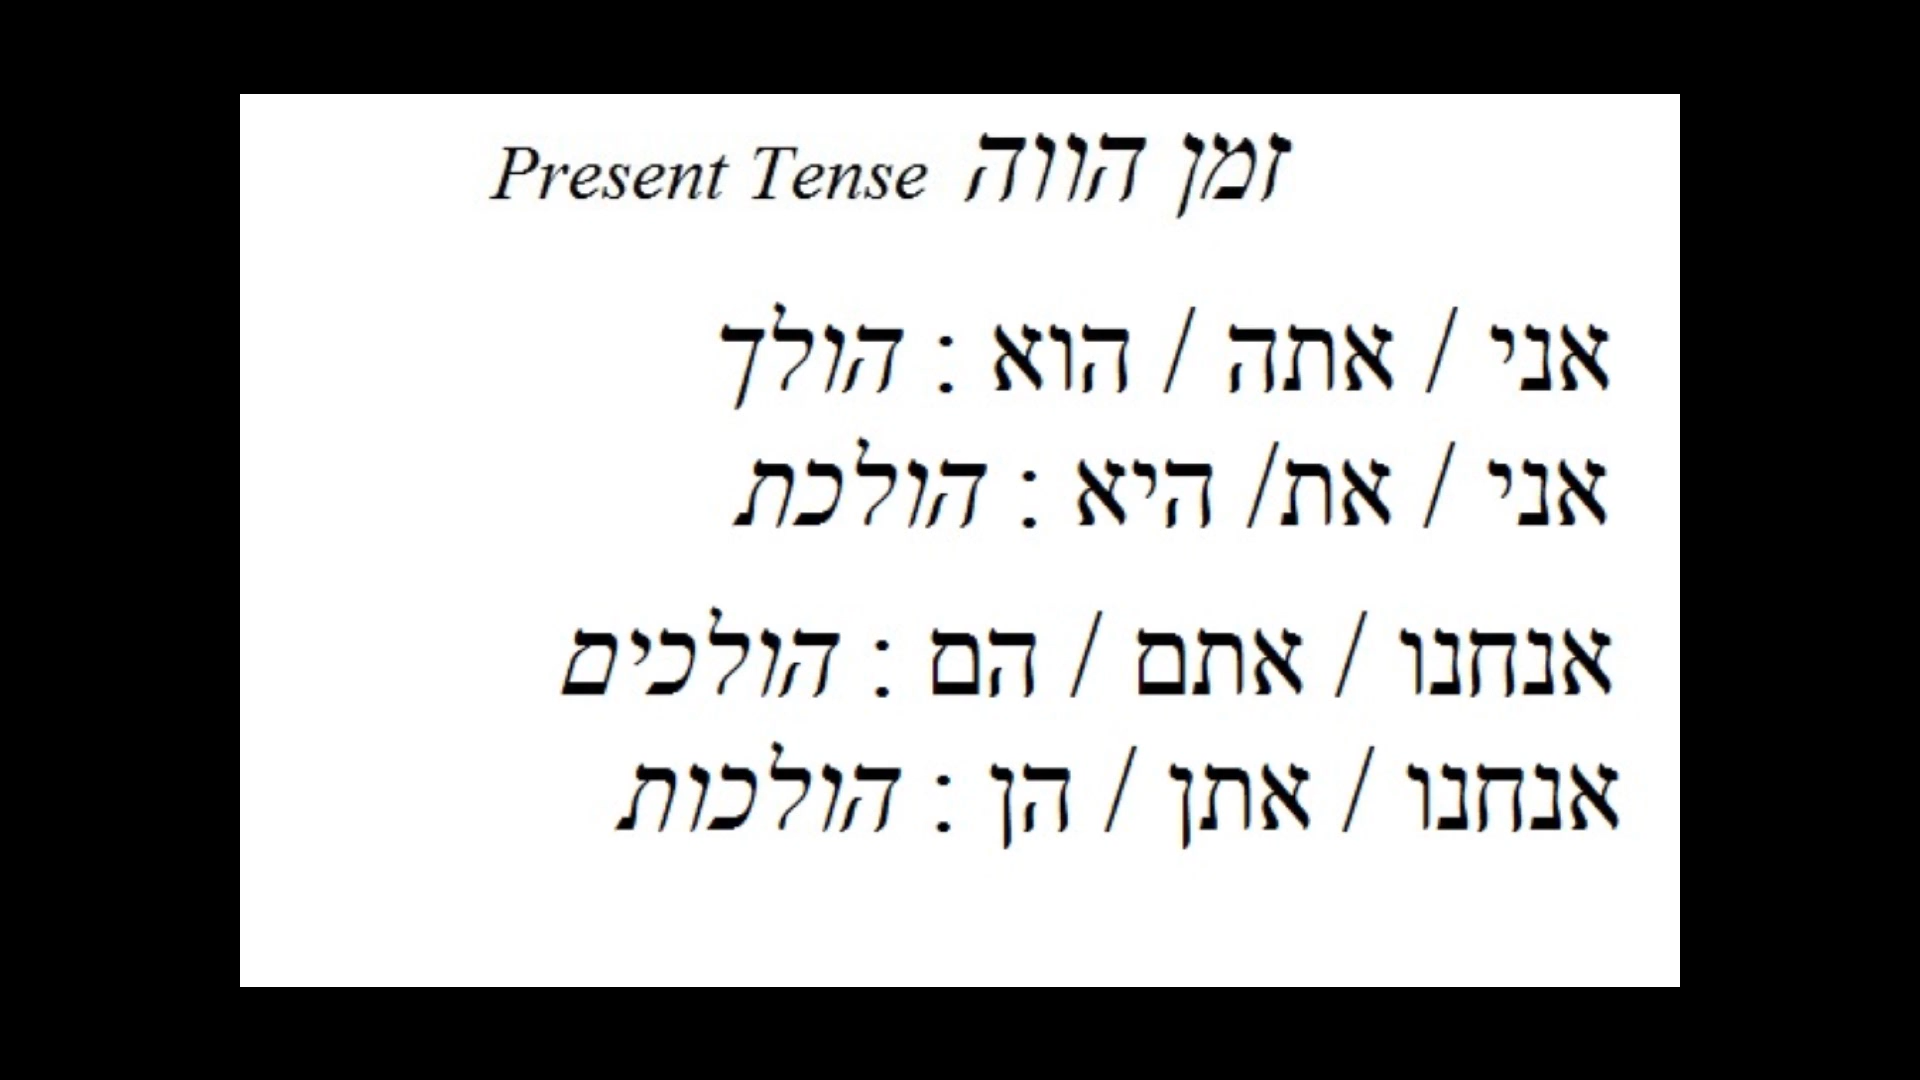 זמן הווה Present Tense
אני / אתה / הוא : הולך
אני / את/ היא : הולכת
אנחנו / אתם / הם : הולכים
אנחנו / אתן / הן : הולכות